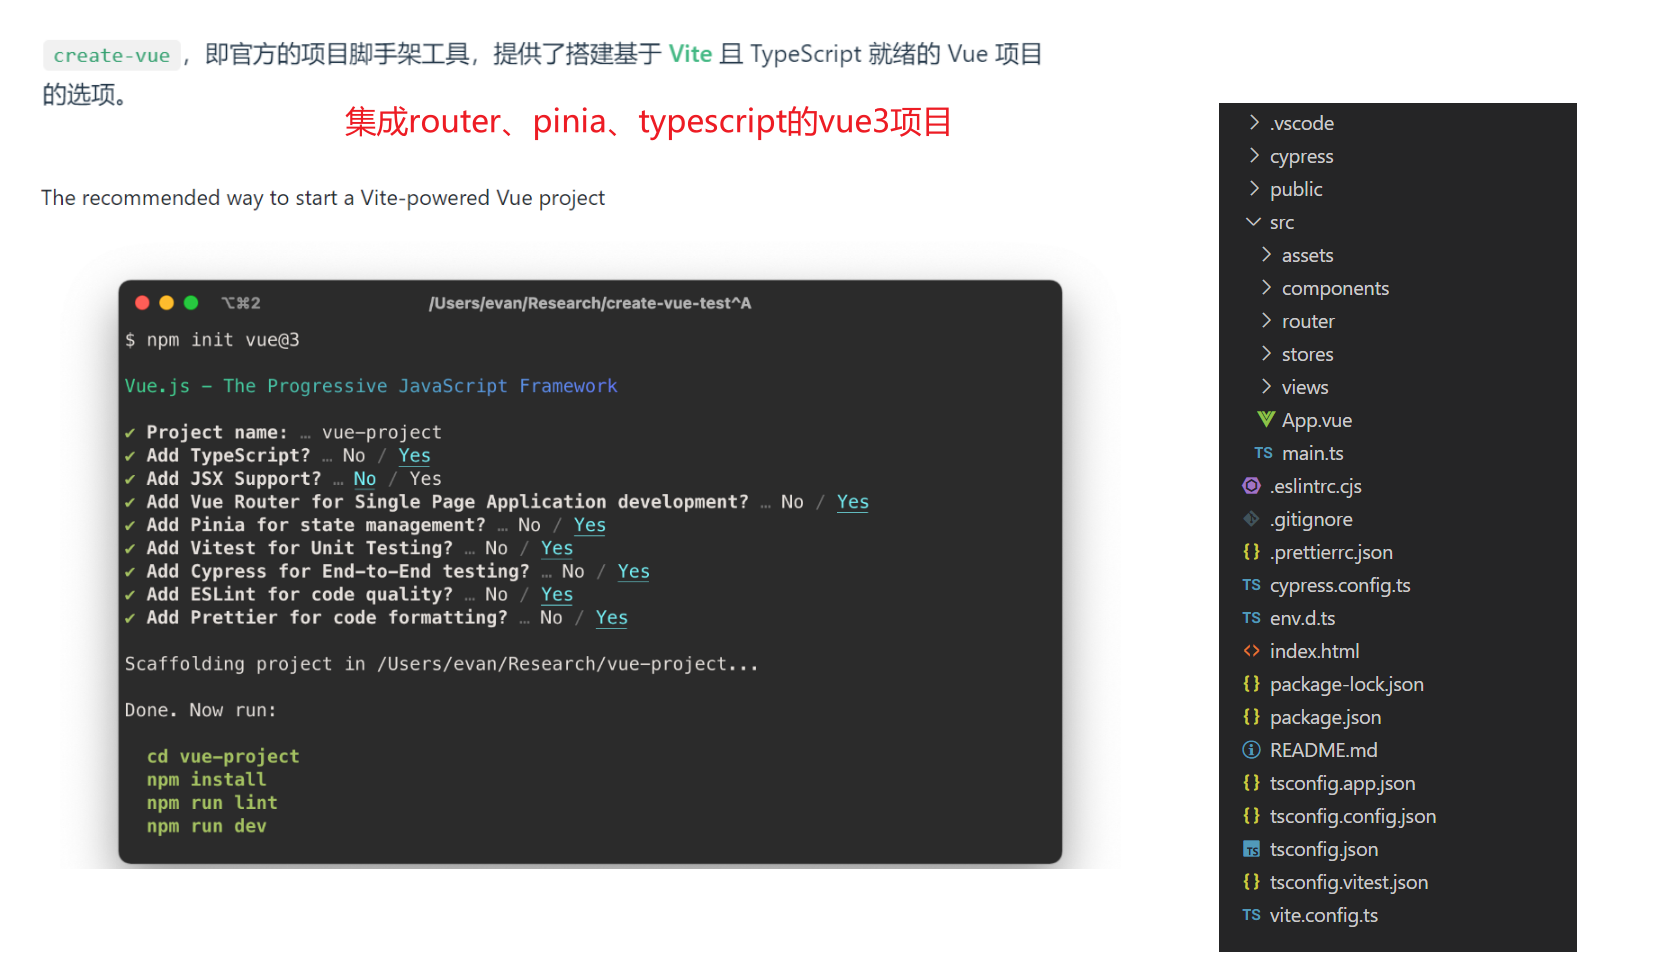 create-vue ，即官方的项目脚手架工具，提供了搭建基于 Vite 且 TypeScript 就绪的 Vue 项目
的选项。
集成router、pinia、typescript的vue3项目
The recommended way to start a Vite-powered Vue project
⌥⌘2 /Users/evan/Research/create-vue-test^A
$ npm init vue@3
Vue.js - The Progressive JavaScript Framework
✔ Project name: … vue-project
✔ Add TypeScript? … No / Yes
✔ Add JSX Support? … No / Yes
✔ Add Vue Router for Single Page Application development? … No / Yes
✔ Add Pinia for state management? … No / Yes
✔ Add Vitest for Unit Testing? … No / Yes
✔ Add Cypress for End-to-End testing? … No / Yes
✔ Add ESLint for code quality? … No / Yes
✔ Add Prettier for code formatting? … No / Yes
Scaffolding project in /Users/evan/Research/vue-project...
Done. Now run:
cd vue-project
npm install
npm run lint
npm run dev
.vscode
cypress
public
src
assets
components
router
stores
views
App.vue
TS main.ts
.eslintrc.cjs
.gitignore
{} .prettierrc.json
TS cypress.config.ts
TS env.d.ts
<> index.html
{} package-lock.json
{} package.json
README.md
{} tsconfig.app.json
{} tsconfig.config.json
TS tsconfig.json
{} tsconfig.vitest.json
TS vite.config.ts